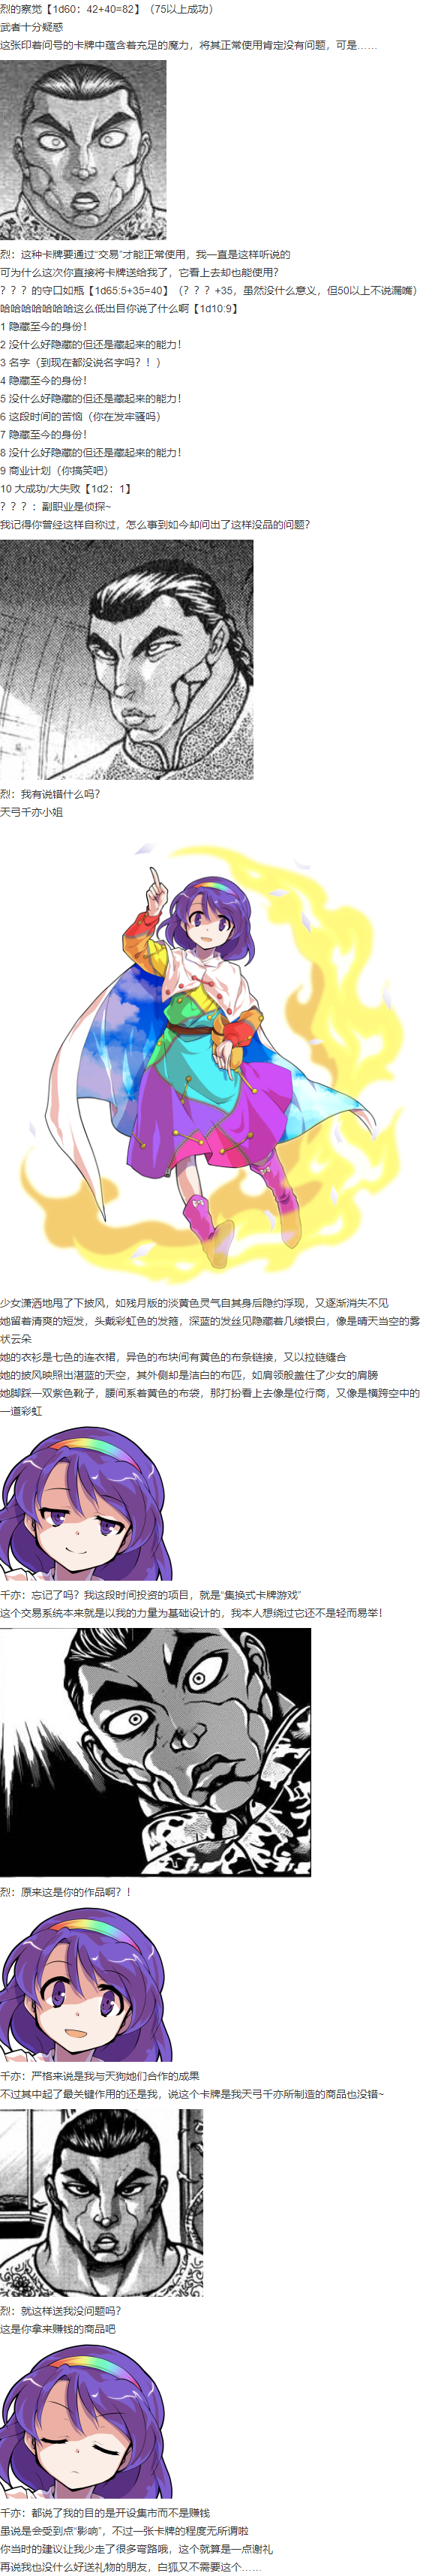 烈的察觉【1d60：42+40=82】（75以上成功）
武者十分疑惑
这张印着问号的卡牌中蕴含着充足的魔力，将其正常使用肯定没有问题，可是……
烈：这种卡牌要通过“交易”才能正常使用，我一直是这样听说的
可为什么这次你直接将卡牌送给我了，它看上去却也能使用？
？？？的守口如瓶【1d65:5+35=40】（？？？+35，虽然没什么意义，但50以上不说漏嘴）
哈哈哈哈哈哈哈这么低出目你说了什么啊【1d10:9】
1 隐藏至今的身份！
2 没什么好隐藏的但还是藏起来的能力！
3 名字（到现在都没说名字吗？！）
4 隐藏至今的身份！
5 没什么好隐藏的但还是藏起来的能力！
6 这段时间的苦恼（你在发牢骚吗）
7 隐藏至今的身份！
8 没什么好隐藏的但还是藏起来的能力！
9 商业计划（你搞笑吧）
10 大成功/大失败【1d2：1】
？？？：副职业是侦探~
我记得你曾经这样自称过，怎么事到如今却问出了这样没品的问题？
烈：我有说错什么吗？
天弓千亦小姐
少女潇洒地甩了下披风，如残月版的淡黄色灵气自其身后隐约浮现，又逐渐消失不见
她留着清爽的短发，头戴彩虹色的发箍，深蓝的发丝见隐藏着几缕银白，像是晴天当空的雾
状云朵
她的衣衫是七色的连衣裙，异色的布块间有黄色的布条链接，又以拉链缝合
她的披风映照出湛蓝的天空，其外侧却是洁白的布匹，如肩领般盖住了少女的肩膀
她脚踩一双紫色靴子，腰间系着黄色的布袋，那打扮看上去像是位行商，又像是横跨空中的
一道彩虹
千亦：忘记了吗？我这段时间投资的项目，就是“集换式卡牌游戏”
这个交易系统本来就是以我的力量为基础设计的，我本人想绕过它还不是轻而易举！
烈：原来这是你的作品啊？！
千亦：严格来说是我与天狗她们合作的成果
不过其中起了最关键作用的还是我，说这个卡牌是我天弓千亦所制造的商品也没错~
烈：就这样送我没问题吗？
这是你拿来赚钱的商品吧
千亦：都说了我的目的是开设集市而不是赚钱
虽说是会受到点“影响”，不过一张卡牌的程度无所谓啦
你当时的建议让我少走了很多弯路哦，这个就算是一点谢礼
再说我也没什么好送礼物的朋友，白狐又不需要这个……